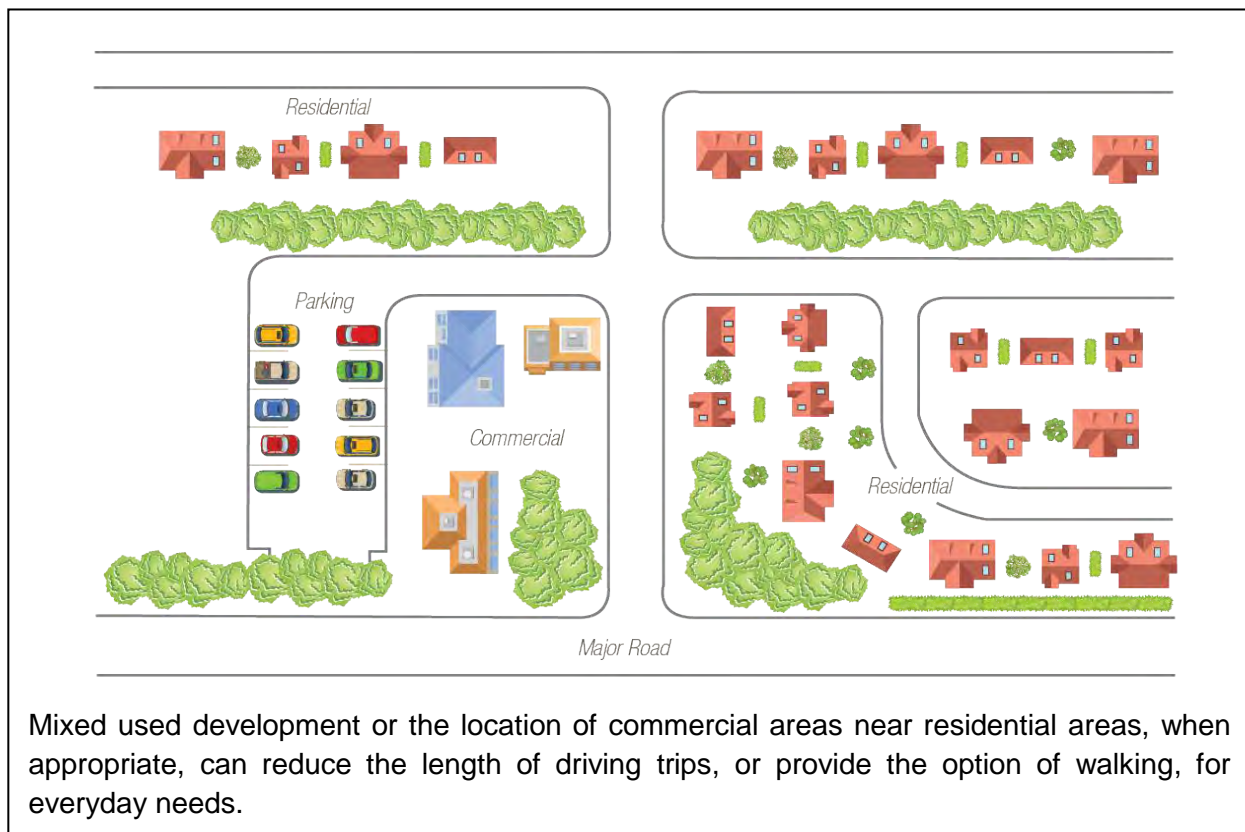 Residential
Parking
Commercial
Residential
Major Road
Mixed used development or the location of commercial areas near residential areas, when
appropriate, can reduce the length of driving trips, or provide the option of walking, for
everyday needs.